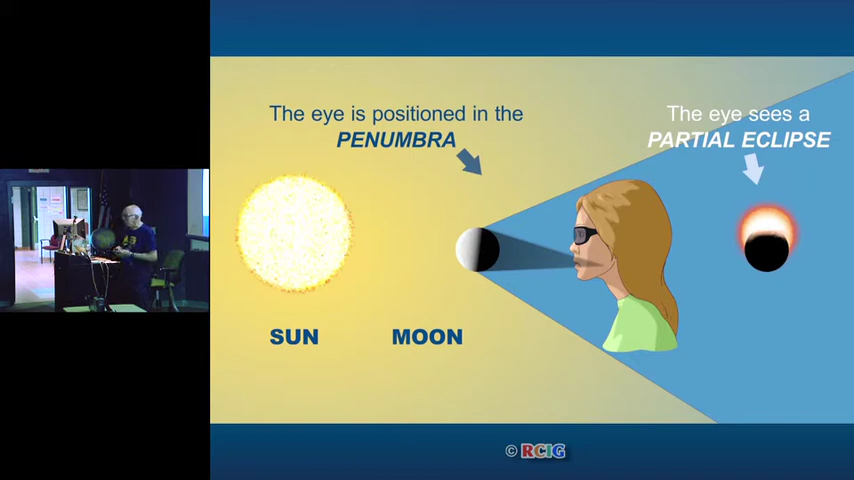 The eye is positioned in the
PENUMBRA
The eye sees a
PARTIAL ECLIPSE
SUN
MOON
© RCIG